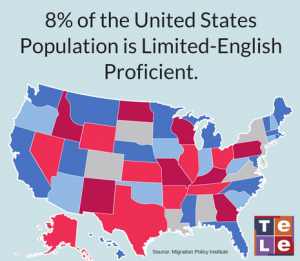 8% of the United States
Population is Limited-English
Proficient.
Source: Migration Policy Institute
T e
L e